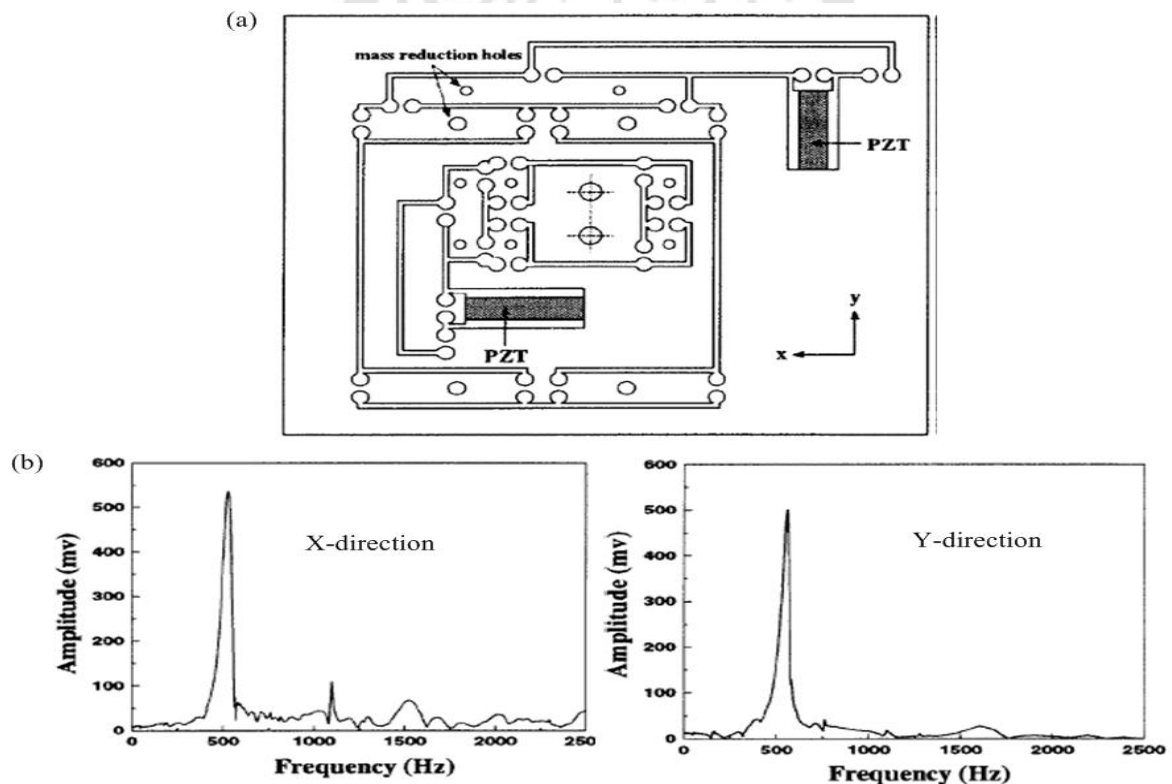 (a)
mass reduction holes
PZT
PZT
y
x
(b)
600
500
400
300
200
100
0
Amplitude (mv)
X-direction
0
500
1000
1500
2000
250
Frequency (Hz)
600
500
400
300
200
100
0
Amplitude (mv)
Y-direction
0
500
1000
1500
2000
2500
Frequency (Hz)